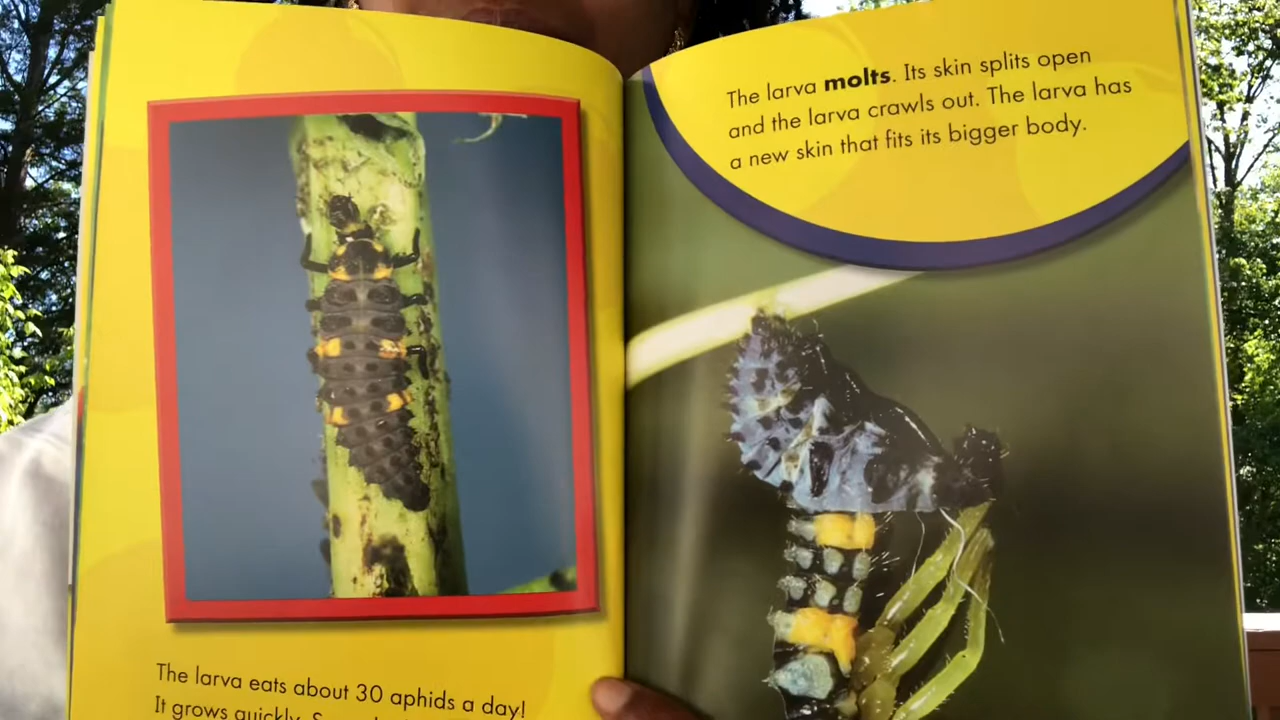 The larva eats about 30 aphids a day!
It grows quickly.
The larva molts. Its skin splits open
and the larva crawls out. The larva has
a new skin that fits its bigger body.